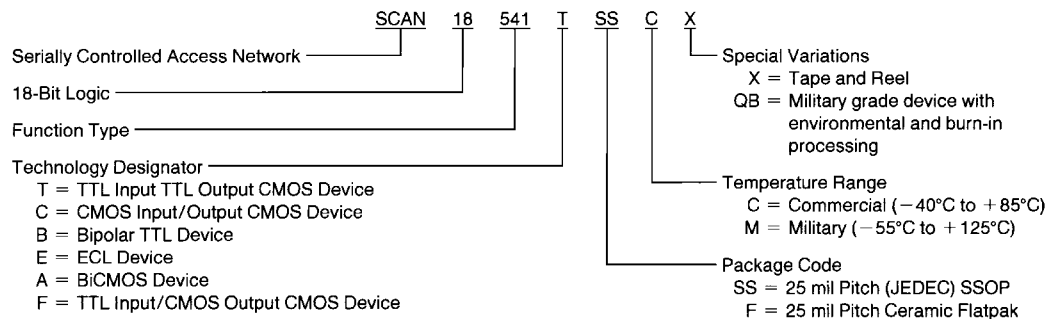 SCAN 18 541 T SS C X
Serially Controlled Access Network
18-Bit Logic
Function Type
Technology Designator
T = TTL Input TTL Output CMOS Device
C = CMOS Input/Output CMOS Device
B = Bipolar TTL Device
E = ECL Device
A = BiCMOS Device
F = TTL Input/CMOS Output CMOS Device
Special Variations
X = Tape and Reel
QB = Military grade device with
environmental and burn-in
processing
Temperature Range
C = Commercial (−40°C to +85°C)
M = Military (−55°C to +125°C)
Package Code
SS = 25 mil Pitch (JEDEC) SSOP
F = 25 mil Pitch Ceramic Flatpak